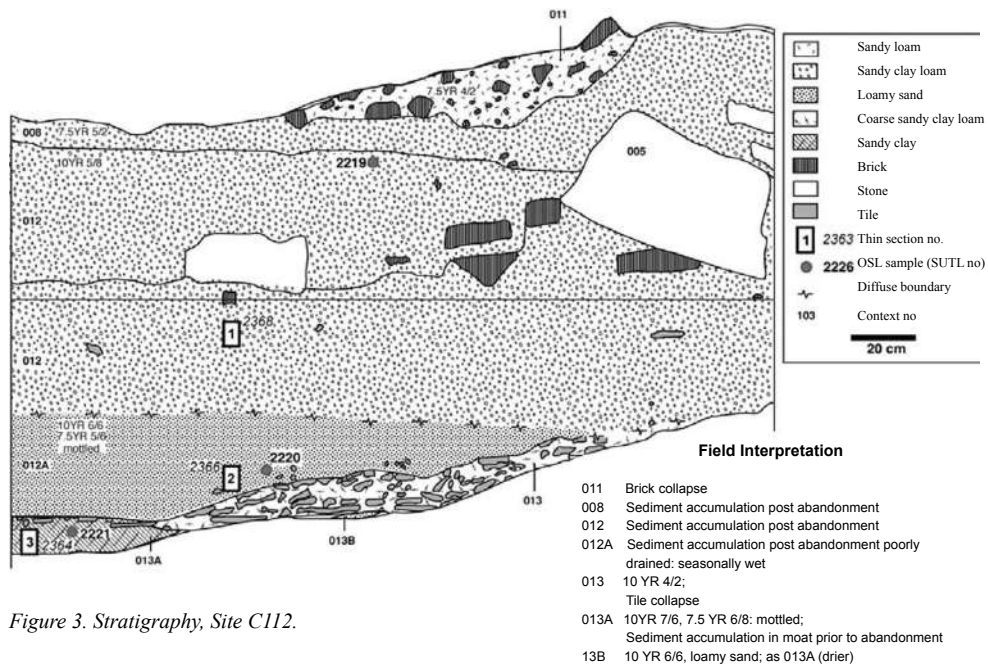 011
7.5YR 4/2
008
7.5YR 5/2
10YR 5/8
2219
005
012
1
2368
012
10YR 6/6
7.5YR 5/6
mottled
012A
2366
2
2220
013
3
2364
2221
013A
013B
Sandy loam
Sandy clay loam
Loamy sand
Coarse sandy clay loam
Sandy clay
Brick
Stone
Tile
1 2363 Thin section no.
2226 OSL sample (SUTL no)
Diffuse boundary
103 Context no
20 cm
Field Interpretation
011 Brick collapse
008 Sediment accumulation post abandonment
012 Sediment accumulation post abandonment
012A Sediment accumulation post abandonment poorly
drained: seasonally wet
013 10 YR 4/2;
Tile collapse
013A 10YR 7/6, 7.5 YR 6/8: mottled;
Sediment accumulation in moat prior to abandonment
13B 10 YR 6/6, loamy sand; as 013A (drier)
Figure 3. Stratigraphy, Site C112.